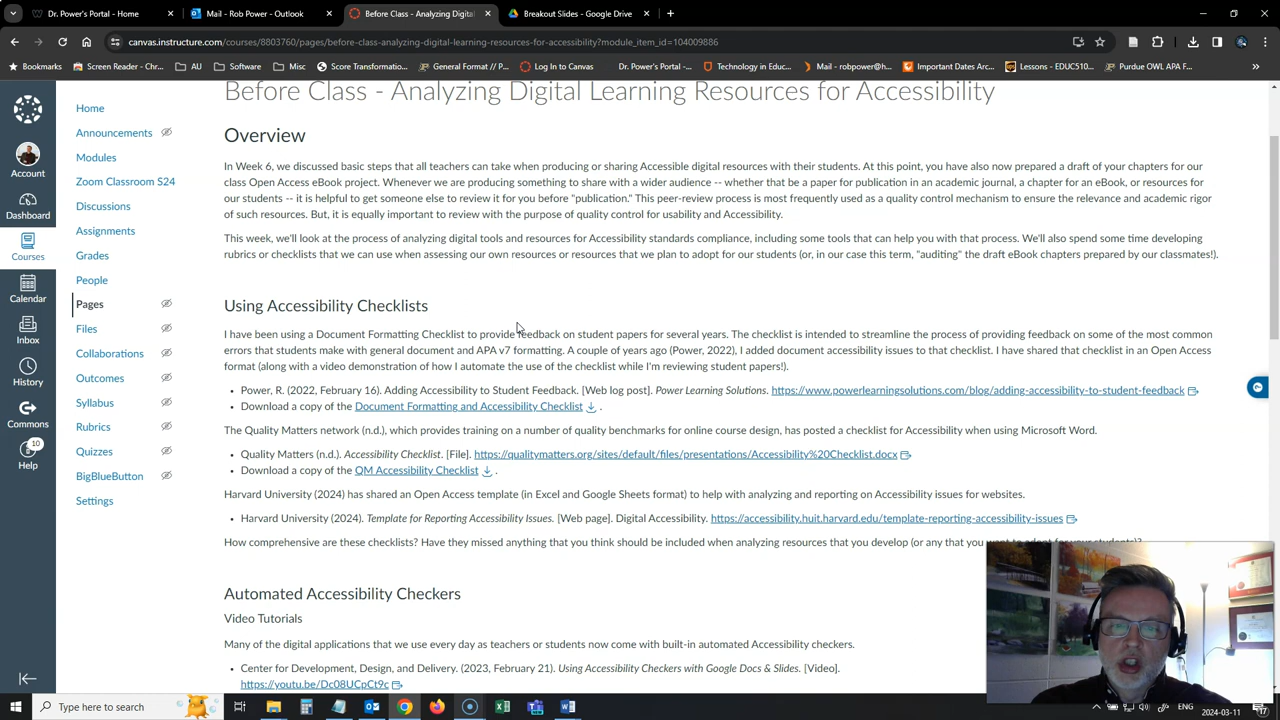 Dr. Power's Portal - Home
Mail - Rob Power - Outlook
Before Class - Analyzing Digital
Breakout Slides - Google Drive
canvas.instructure.com/courses/8803760/pages/before-class-analyzing-digital-learning-resources-for-accessibility?module_item_id=104009886
Bookmarks
Screen Reader - Chr...
AU
Software
Misc
Score Transformatio...
General Format // P...
Log In to Canvas
Dr. Power's Portal -...
Technology in Educ...
Mail - robpower@h...
Important Dates Arc...
Lessons - EDUC510...
Purdue OWL APA F...
Account
Dashboard
Courses
Calendar
Inbox
History
Commons
10
Help
Home
Announcements
Modules
Zoom Classroom S24
Discussions
Assignments
Grades
People
Pages
Files
Collaborations
Outcomes
Syllabus
Rubrics
Quizzes
BigBlueButton
Settings
Before Class - Analyzing Digital Learning Resources for Accessibility
Overview
In Week 6, we discussed basic steps that all teachers can take when producing or sharing Accessible digital resources with their students. At this point, you have also now prepared a draft of your chapters for our
class Open Access eBook project. Whenever we are producing something to share with a wider audience -- whether that be a paper for publication in an academic journal, a chapter for an eBook, or resources for
our students -- it is helpful to get someone else to review it for you before "publication." This peer-review process is most frequently used as a quality control mechanism to ensure the relevance and academic rigor
of such resources. But, it is equally important to review with the purpose of quality control for usability and Accessibility.
This week, we'll look at the process of analyzing digital tools and resources for Accessibility standards compliance, including some tools that can help you with that process. We'll also spend some time developing
rubrics or checklists that we can use when assessing our own resources or resources that we plan to adopt for our students (or, in our case this term, "auditing" the draft eBook chapters prepared by our classmates!).
Using Accessibility Checklists
I have been using a Document Formatting Checklist to provide feedback on student papers for several years. The checklist is intended to streamline the process of providing feedback on some of the most common
errors that students make with general document and APA v7 formatting. A couple of years ago (Power, 2022), I added document accessibility issues to that checklist. I have shared that checklist in an Open Access
format (along with a video demonstration of how I automate the use of the checklist while I'm reviewing student papers!).
• Power, R. (2022, February 16). Adding Accessibility to Student Feedback. [Web log post]. Power Learning Solutions. https://www.powerlearningsolutions.com/blog/adding-accessibility-to-student-feedback
• Download a copy of the Document Formatting and Accessibility Checklist .
The Quality Matters network (n.d.), which provides training on a number of quality benchmarks for online course design, has posted a checklist for Accessibility when using Microsoft Word.
• Quality Matters (n.d.). Accessibility Checklist. [File]. https://qualitymatters.org/sites/default/files/presentations/Accessibility%20Checklist.docx
• Download a copy of the QM Accessibility Checklist .
Harvard University (2024) has shared an Open Access template (in Excel and Google Sheets format) to help with analyzing and reporting on Accessibility issues for websites.
• Harvard University (2024). Template for Reporting Accessibility Issues. [Web page]. Digital Accessibility. https://accessibility.huit.harvard.edu/template-reporting-accessibility-issues
How comprehensive are these checklists? Have they missed anything that you think should be included when analyzing resources that you develop (or any that you want to adopt for your students)?
Automated Accessibility Checkers
Video Tutorials
Many of the digital applications that we use every day as teachers or students now come with built-in automated Accessibility checkers.
• Center for Development, Design, and Delivery. (2023, February 21). Using Accessibility Checkers with Google Docs & Slides. [Video].
https://youtu.be/Dc08UCpCt9c
Type here to search
2024-03-11
17